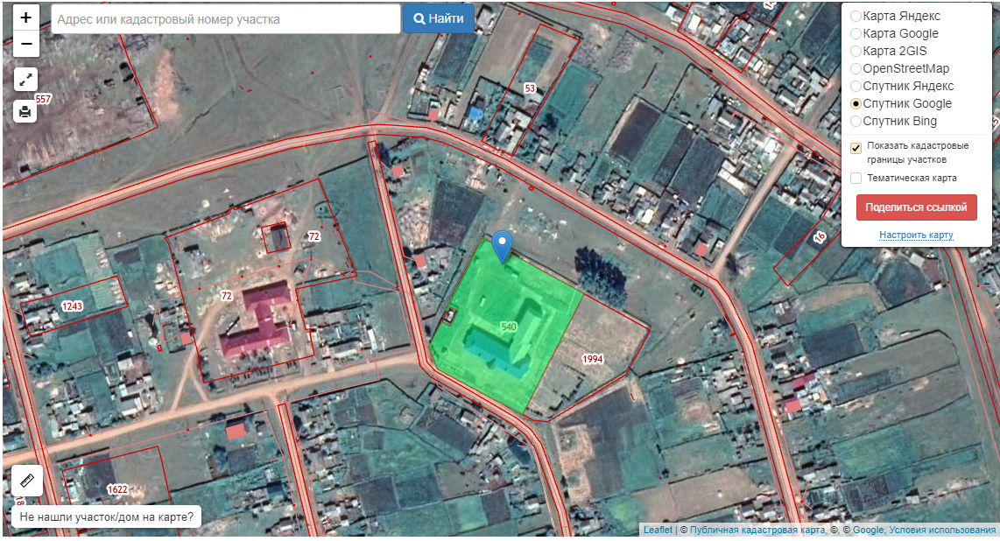 +
Адрес или кадастровый номер участка
Найти
−
557
53
16
72
72
1243
540
1994
1622
Карта Яндекс
Карта Google
Карта 2GIS
OpenStreetMap
Спутник Яндекс
Спутник Google
Спутник Bing
Показать кадастровые
границы участков
Тематическая карта
Поделиться ссылкой
Настроить карту
Не нашли участок/дом на карте?
Leaflet | © Публичная кадастровая карта, ©, © Google, Условия использования